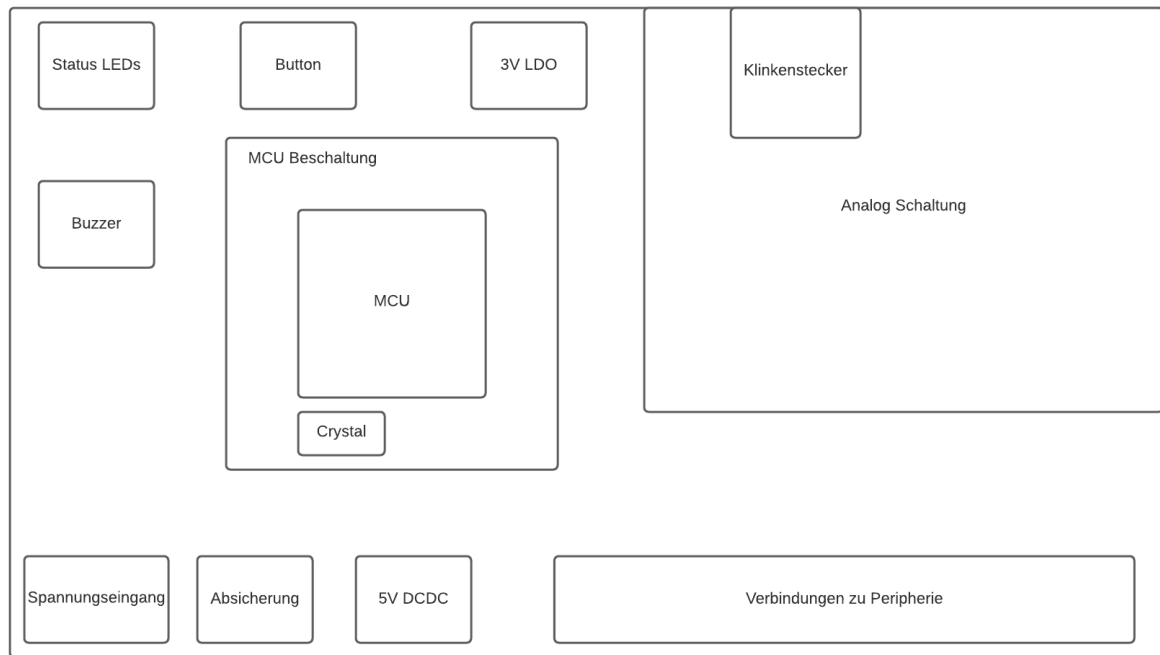 Status LEDs
Button
3V LDO
Klinkenstecker
MCU Beschaltung
Analog Schaltung
Buzzer
MCU
Crystal
Spannungseingang
Absicherung
5V DCDC
Verbindungen zu Peripherie